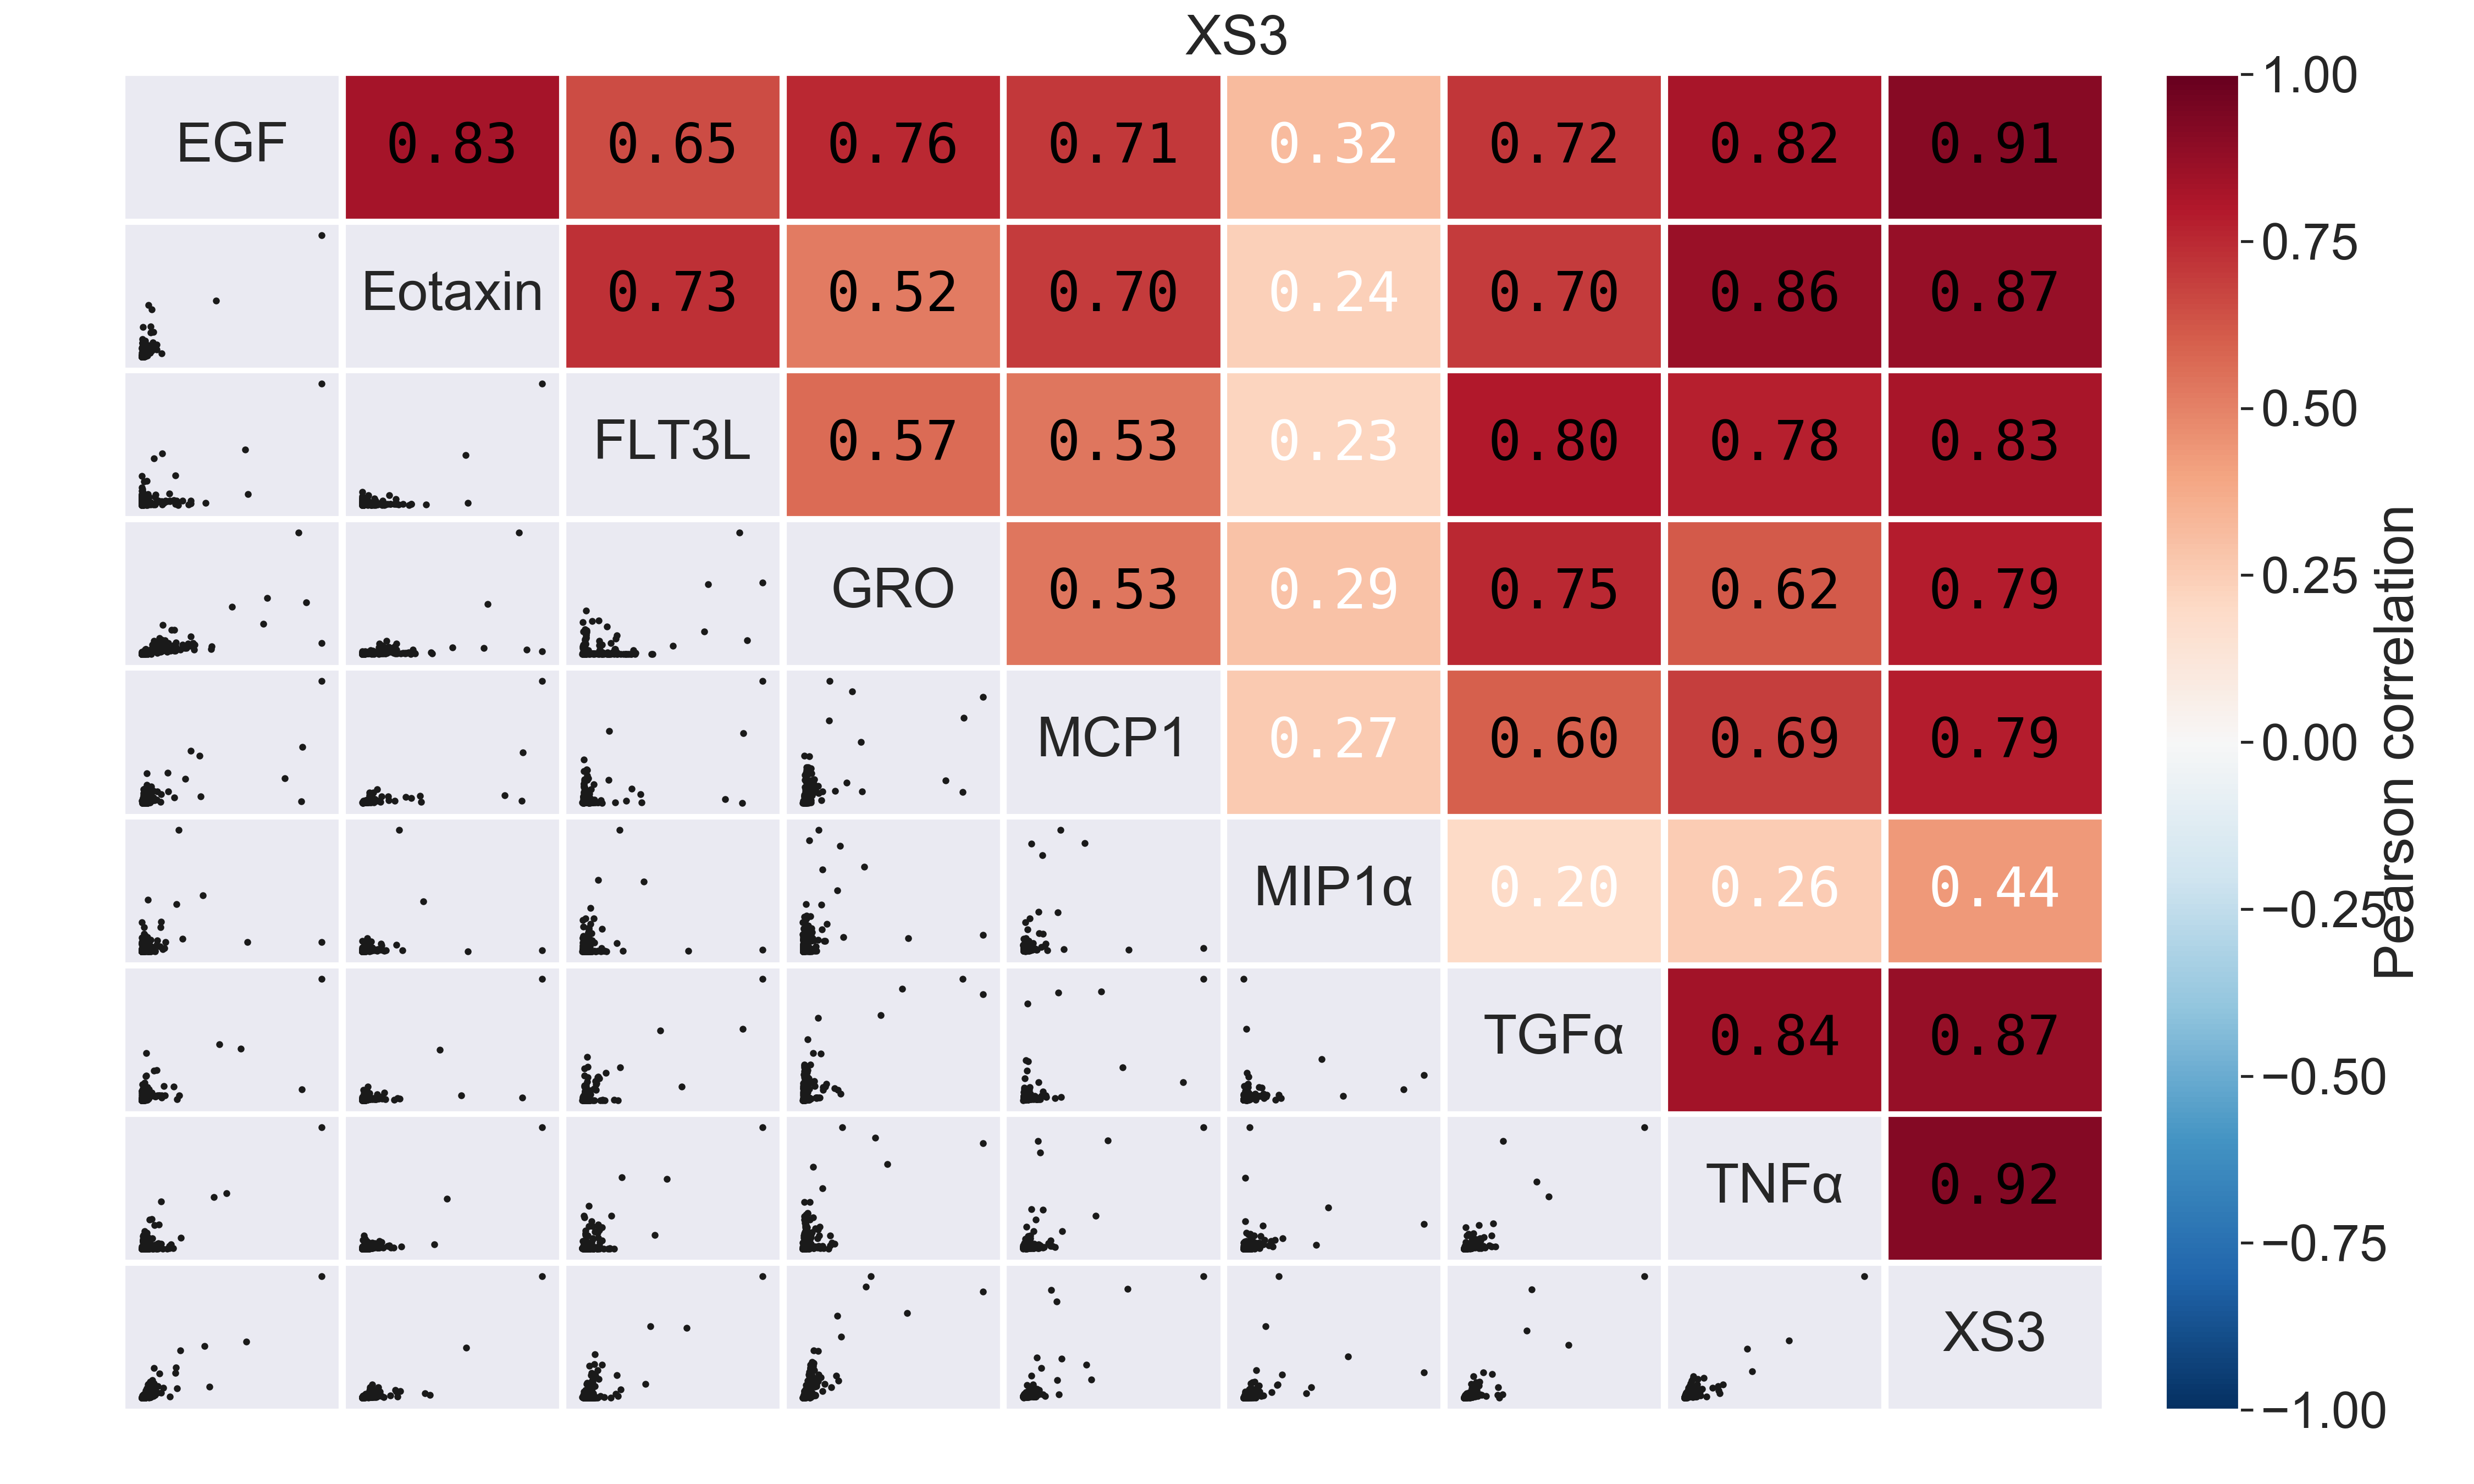 XS3
EGF 0.83 0.65 0.76 0.71 0.32 0.72 0.82 0.91
Eotaxin 0.73 0.52 0.70 0.24 0.70 0.86 0.87
FLT3L 0.57 0.53 0.23 0.80 0.78 0.83
GRO 0.53 0.29 0.75 0.62 0.79
MCP1 0.27 0.60 0.69 0.79
MIP1α 0.20 0.26 0.44
TGFα 0.84 0.87
TNFα 0.92
XS3
1.00
0.75
0.50
0.25
0.00
−0.25
−0.50
−0.75
−1.00
Pearson correlation